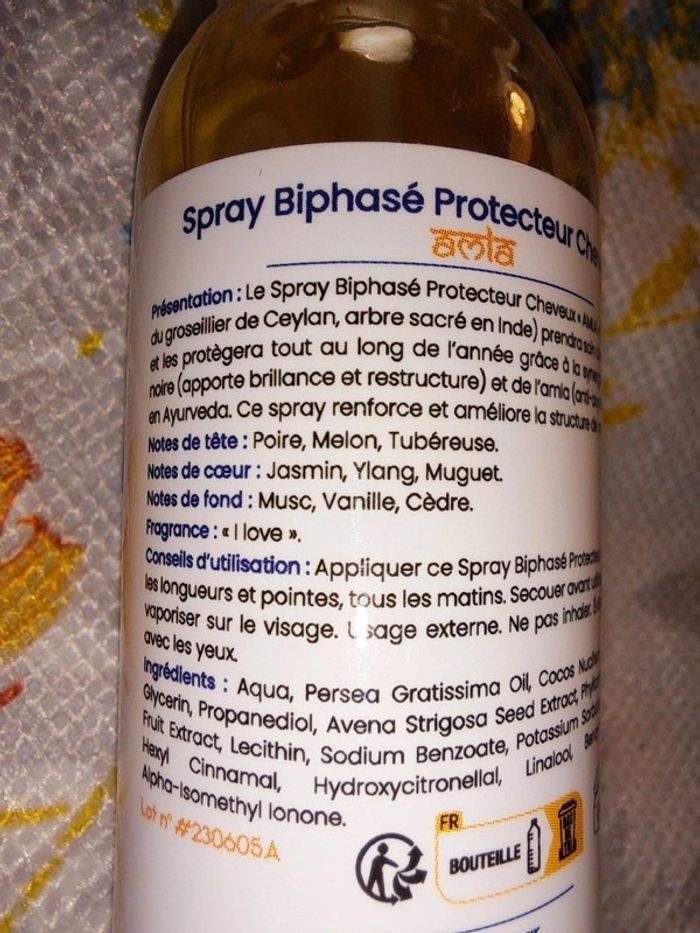 Spray Biphasé Protecteur
amla
Présentation : Le Spray Biphasé Protecteur Cheveux «
du groseillier de Ceylan, arbre sacré en Inde) prendra soin
et les protègera tout au long de l'année grâce à la
noire (apporte brillance et restructure) et de l'amla
en Ayurveda. Ce spray renforce et améliore la structure de
Notes de tête : Poire, Melon, Tubéreuse.
Notes de cœur : Jasmin, Ylang, Muguet.
Notes de fond : Musc, Vanille, Cèdre.
Fragrance : « I love ».
Conseils d'utilisation : Appliquer ce Spray Biphasé
les longueurs et pointes, tous les matins. Secouer avant
vaporiser sur le visage. Usage externe. Ne pas inhaler.
avec les yeux.
Ingrédients : Aqua, Persea Gratissima Oil, Cocos
Glycerin, Propanediol, Avena Strigosa Seed Extract,
Fruit Extract, Lecithin, Sodium Benzoate, Potassium
Hexyl Cinnamal, Hydroxycitronellal, Linalool,
Alpha-Isomethyl Ionone.
Lot n° #230605A
FR
BOUTEILLE